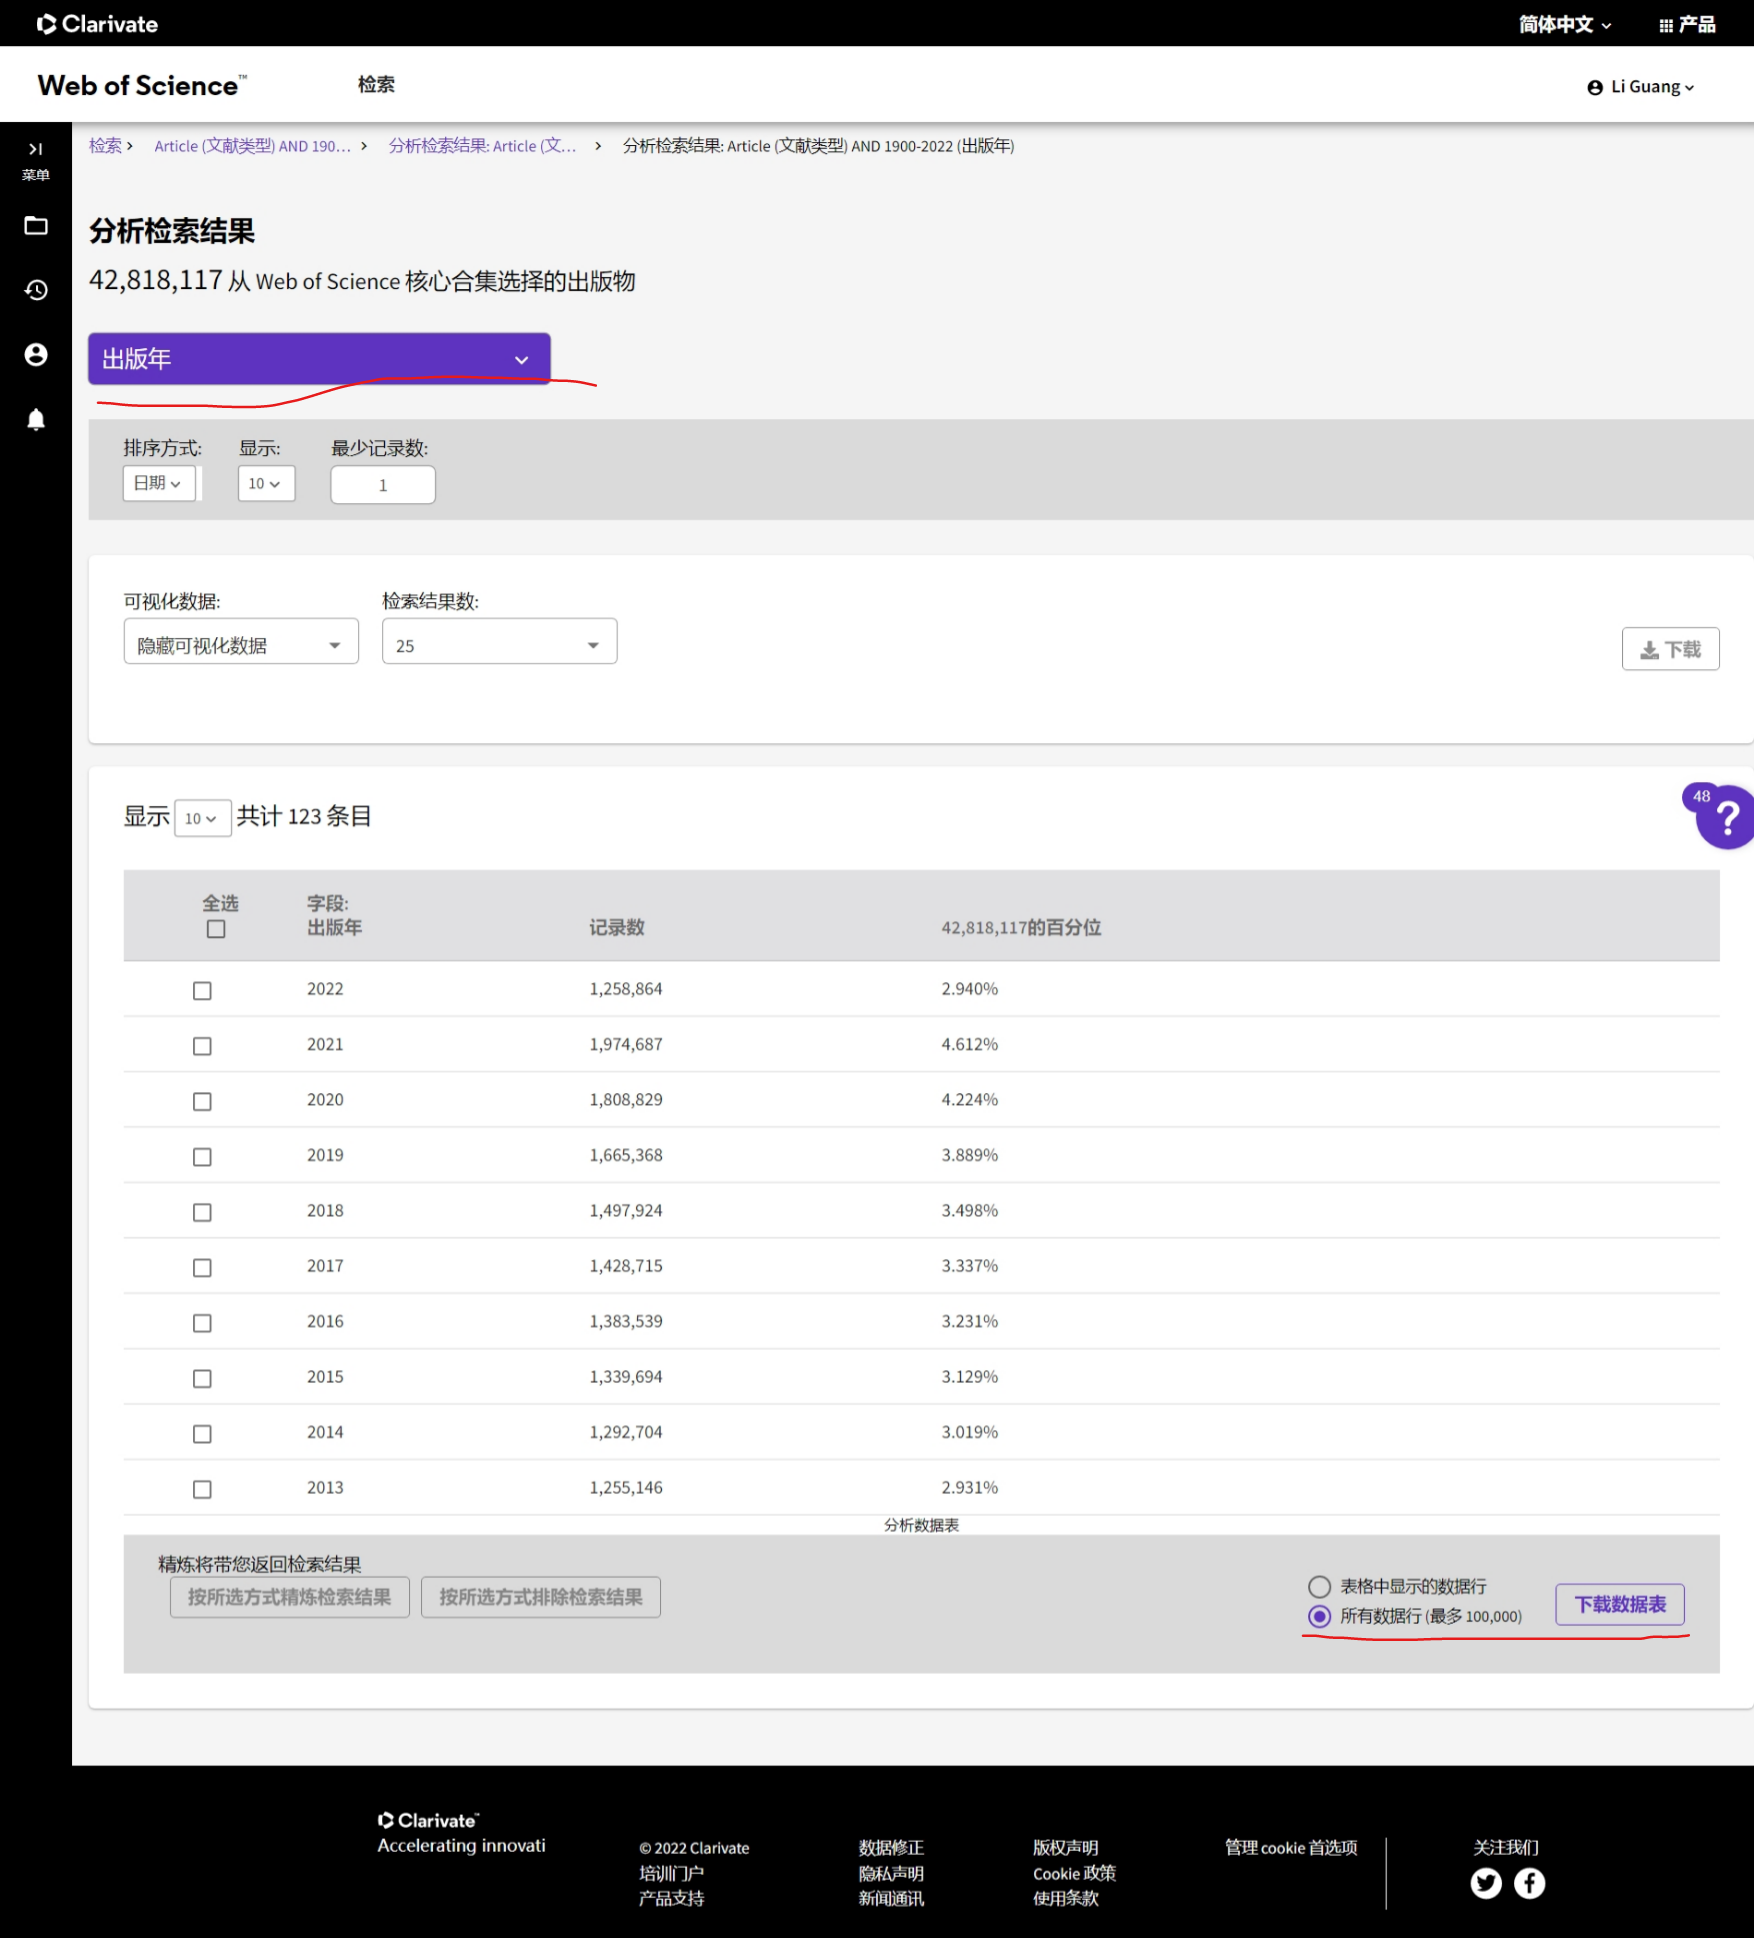 Clarivate 简体中文 产品
Web of Science™ 检索 Li Guang
菜单
检索 > Article (文献类型) AND 190... > 分析检索结果: Article (文... > 分析检索结果: Article (文献类型) AND 1900-2022 (出版年)
分析检索结果
42,818,117 从 Web of Science 核心合集选择的出版物
出版年
排序方式: 显示: 最少记录数:
日期 10 1
可视化数据: 检索结果数:
隐藏可视化数据 25 下载
48 ?
显示 10 共计 123 条目
全选 字段:
出版年 记录数 42,818,117的百分位
2022 1,258,864 2.940%
2021 1,974,687 4.612%
2020 1,808,829 4.224%
2019 1,665,368 3.889%
2018 1,497,924 3.498%
2017 1,428,715 3.337%
2016 1,383,539 3.231%
2015 1,339,694 3.129%
2014 1,292,704 3.019%
2013 1,255,146 2.931%
分析数据表
精炼将带您返回检索结果
按所选方式精炼检索结果 按所选方式排除检索结果
表格中显示的数据行
所有数据行 (最多 100,000) 下载数据表
Clarivate™
Accelerating innovati
© 2022 Clarivate 数据修正 版权声明 管理 cookie 首选项 关注我们
培训门户 隐私声明 Cookie 政策
产品支持 新闻通讯 使用条款